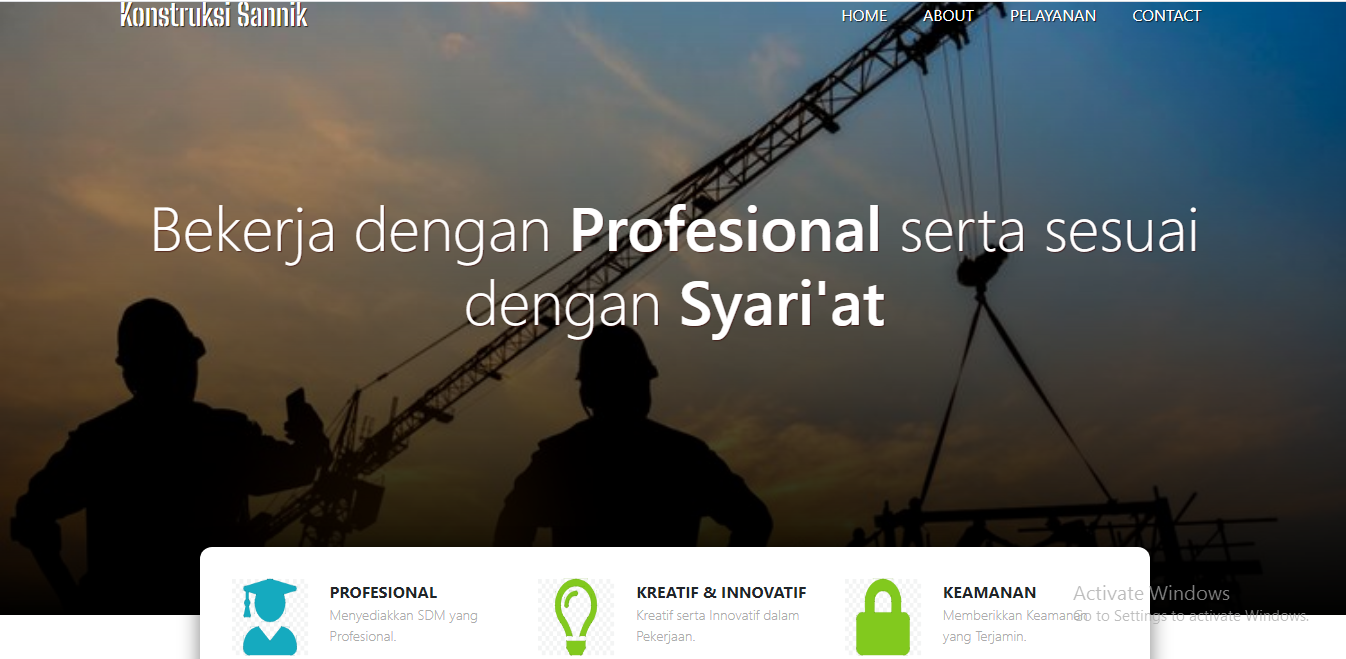 Konstruksi Sannik
HOME ABOUT PELAYANAN CONTACT
Bekerja dengan Profesional serta sesuai
dengan Syari'at
PROFESIONAL
Menyediakkan SDM yang
Profesional.
KREATIF & INNOVATIF
Kreatif serta Innovatif dalam
Pekerjaan.
KEAMANAN
Memberikkan Keamanan
yang Terjamin.
Activate Windows
Go to Settings to activate Windows.